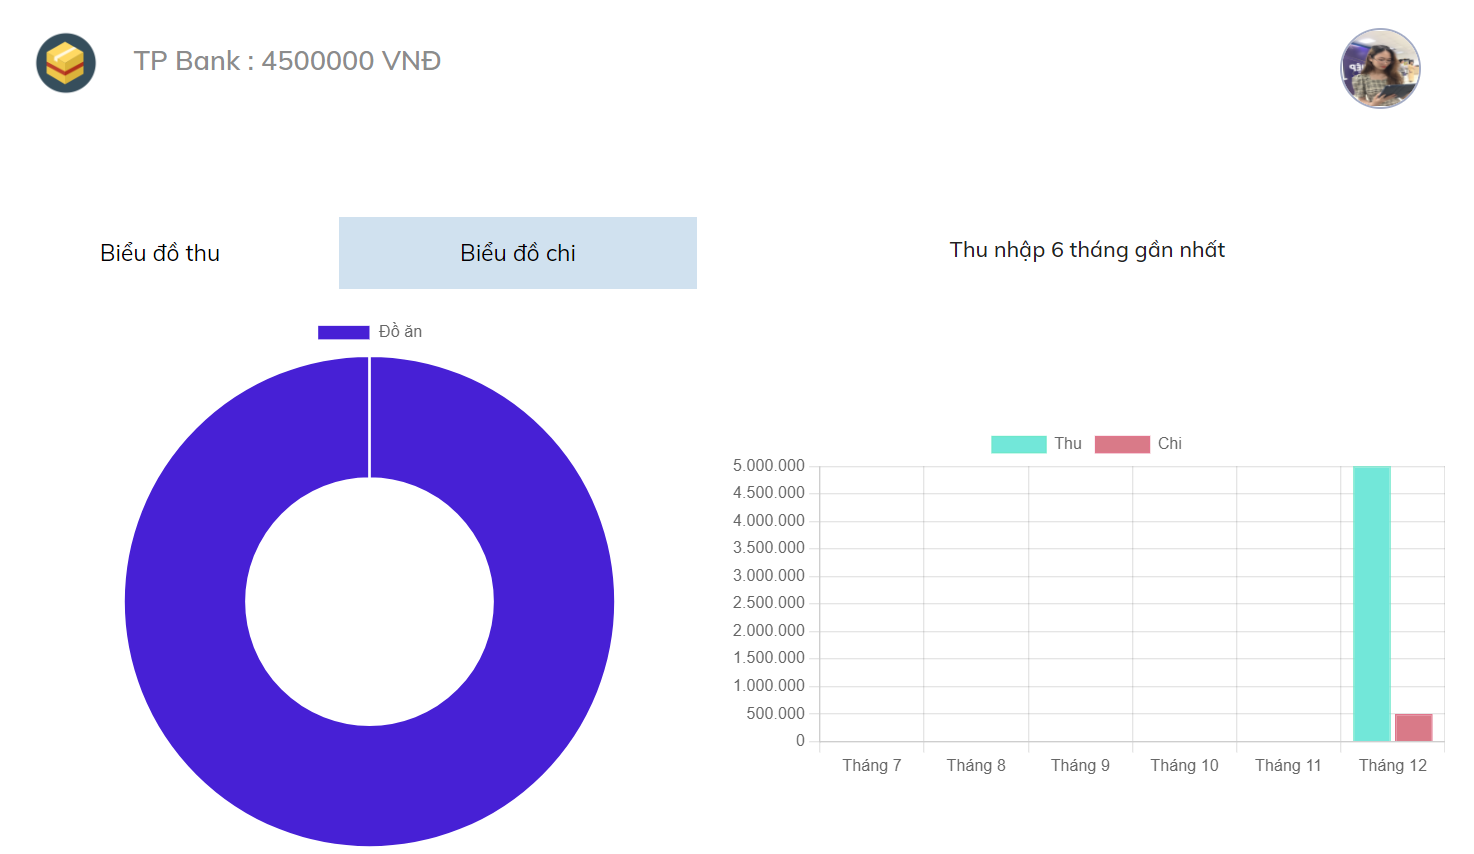 TP Bank : 4500000 VNĐ
Biểu đồ thu
Biểu đồ chi
Thu nhập 6 tháng gần nhất
Đồ ăn
Thu
Chi
5.000.000
4.500.000
4.000.000
3.500.000
3.000.000
2.500.000
2.000.000
1.500.000
1.000.000
500.000
0
Tháng 7
Tháng 8
Tháng 9
Tháng 10
Tháng 11
Tháng 12